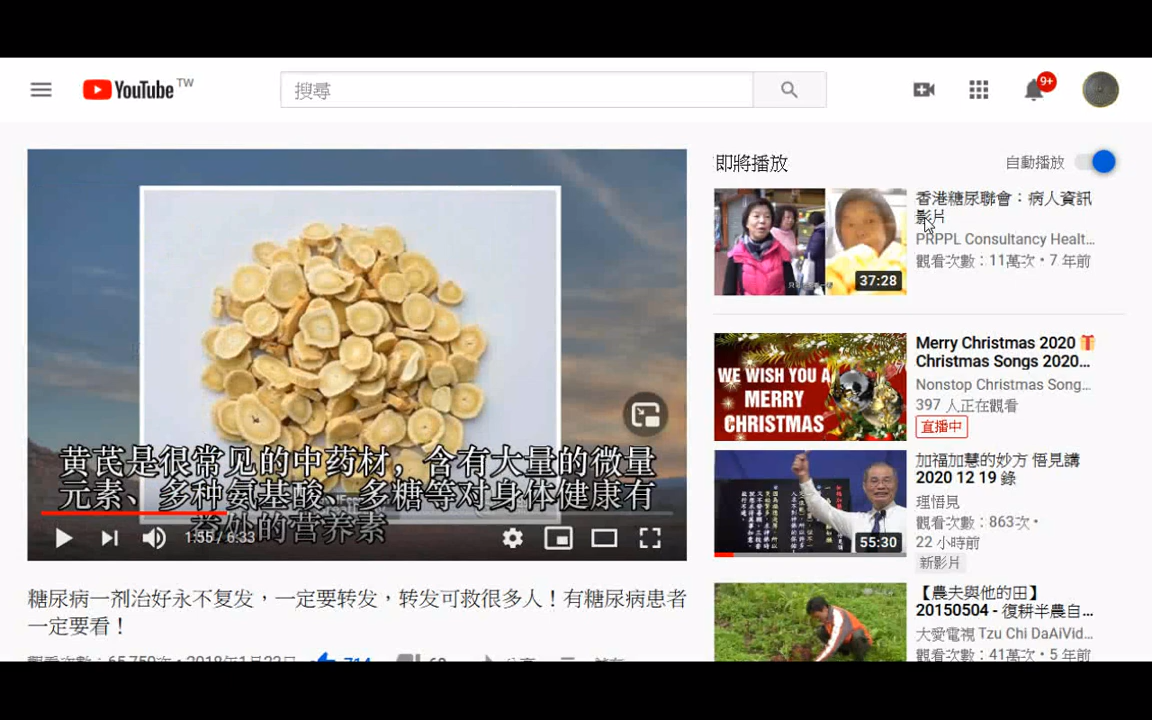 YouTube TW
搜尋
9+
即將播放
自動播放
黄芪是很常见的中药材，含有大量的微量
元素、多种氨基酸、多糖等对身体健康有
益处的营养素
1:55 / 6:33
糖尿病一剂治好永不复发，一定要转发，转发可救很多人！有糖尿病患者
一定要看！
香港糖尿聯會：病人資訊
影片
PRPPL Consultancy Healt...
觀看次數：11萬次 • 7 年前
37:28
WE WISH YOU A
MERRY
CHRISTMAS
Merry Christmas 2020 🎁
Christmas Songs 2020...
Nonstop Christmas Song...
397 人正在觀看
直播中
55:30
加福加慧的妙方 悟見講
2020 12 19 錄
理悟見
觀看次數：863次 •
22 小時前
新影片
【農夫與他的田】
20150504 - 復耕半農自...
大愛電視 Tzu Chi DaAiVid...
觀看次數：41萬次 • 5 年前